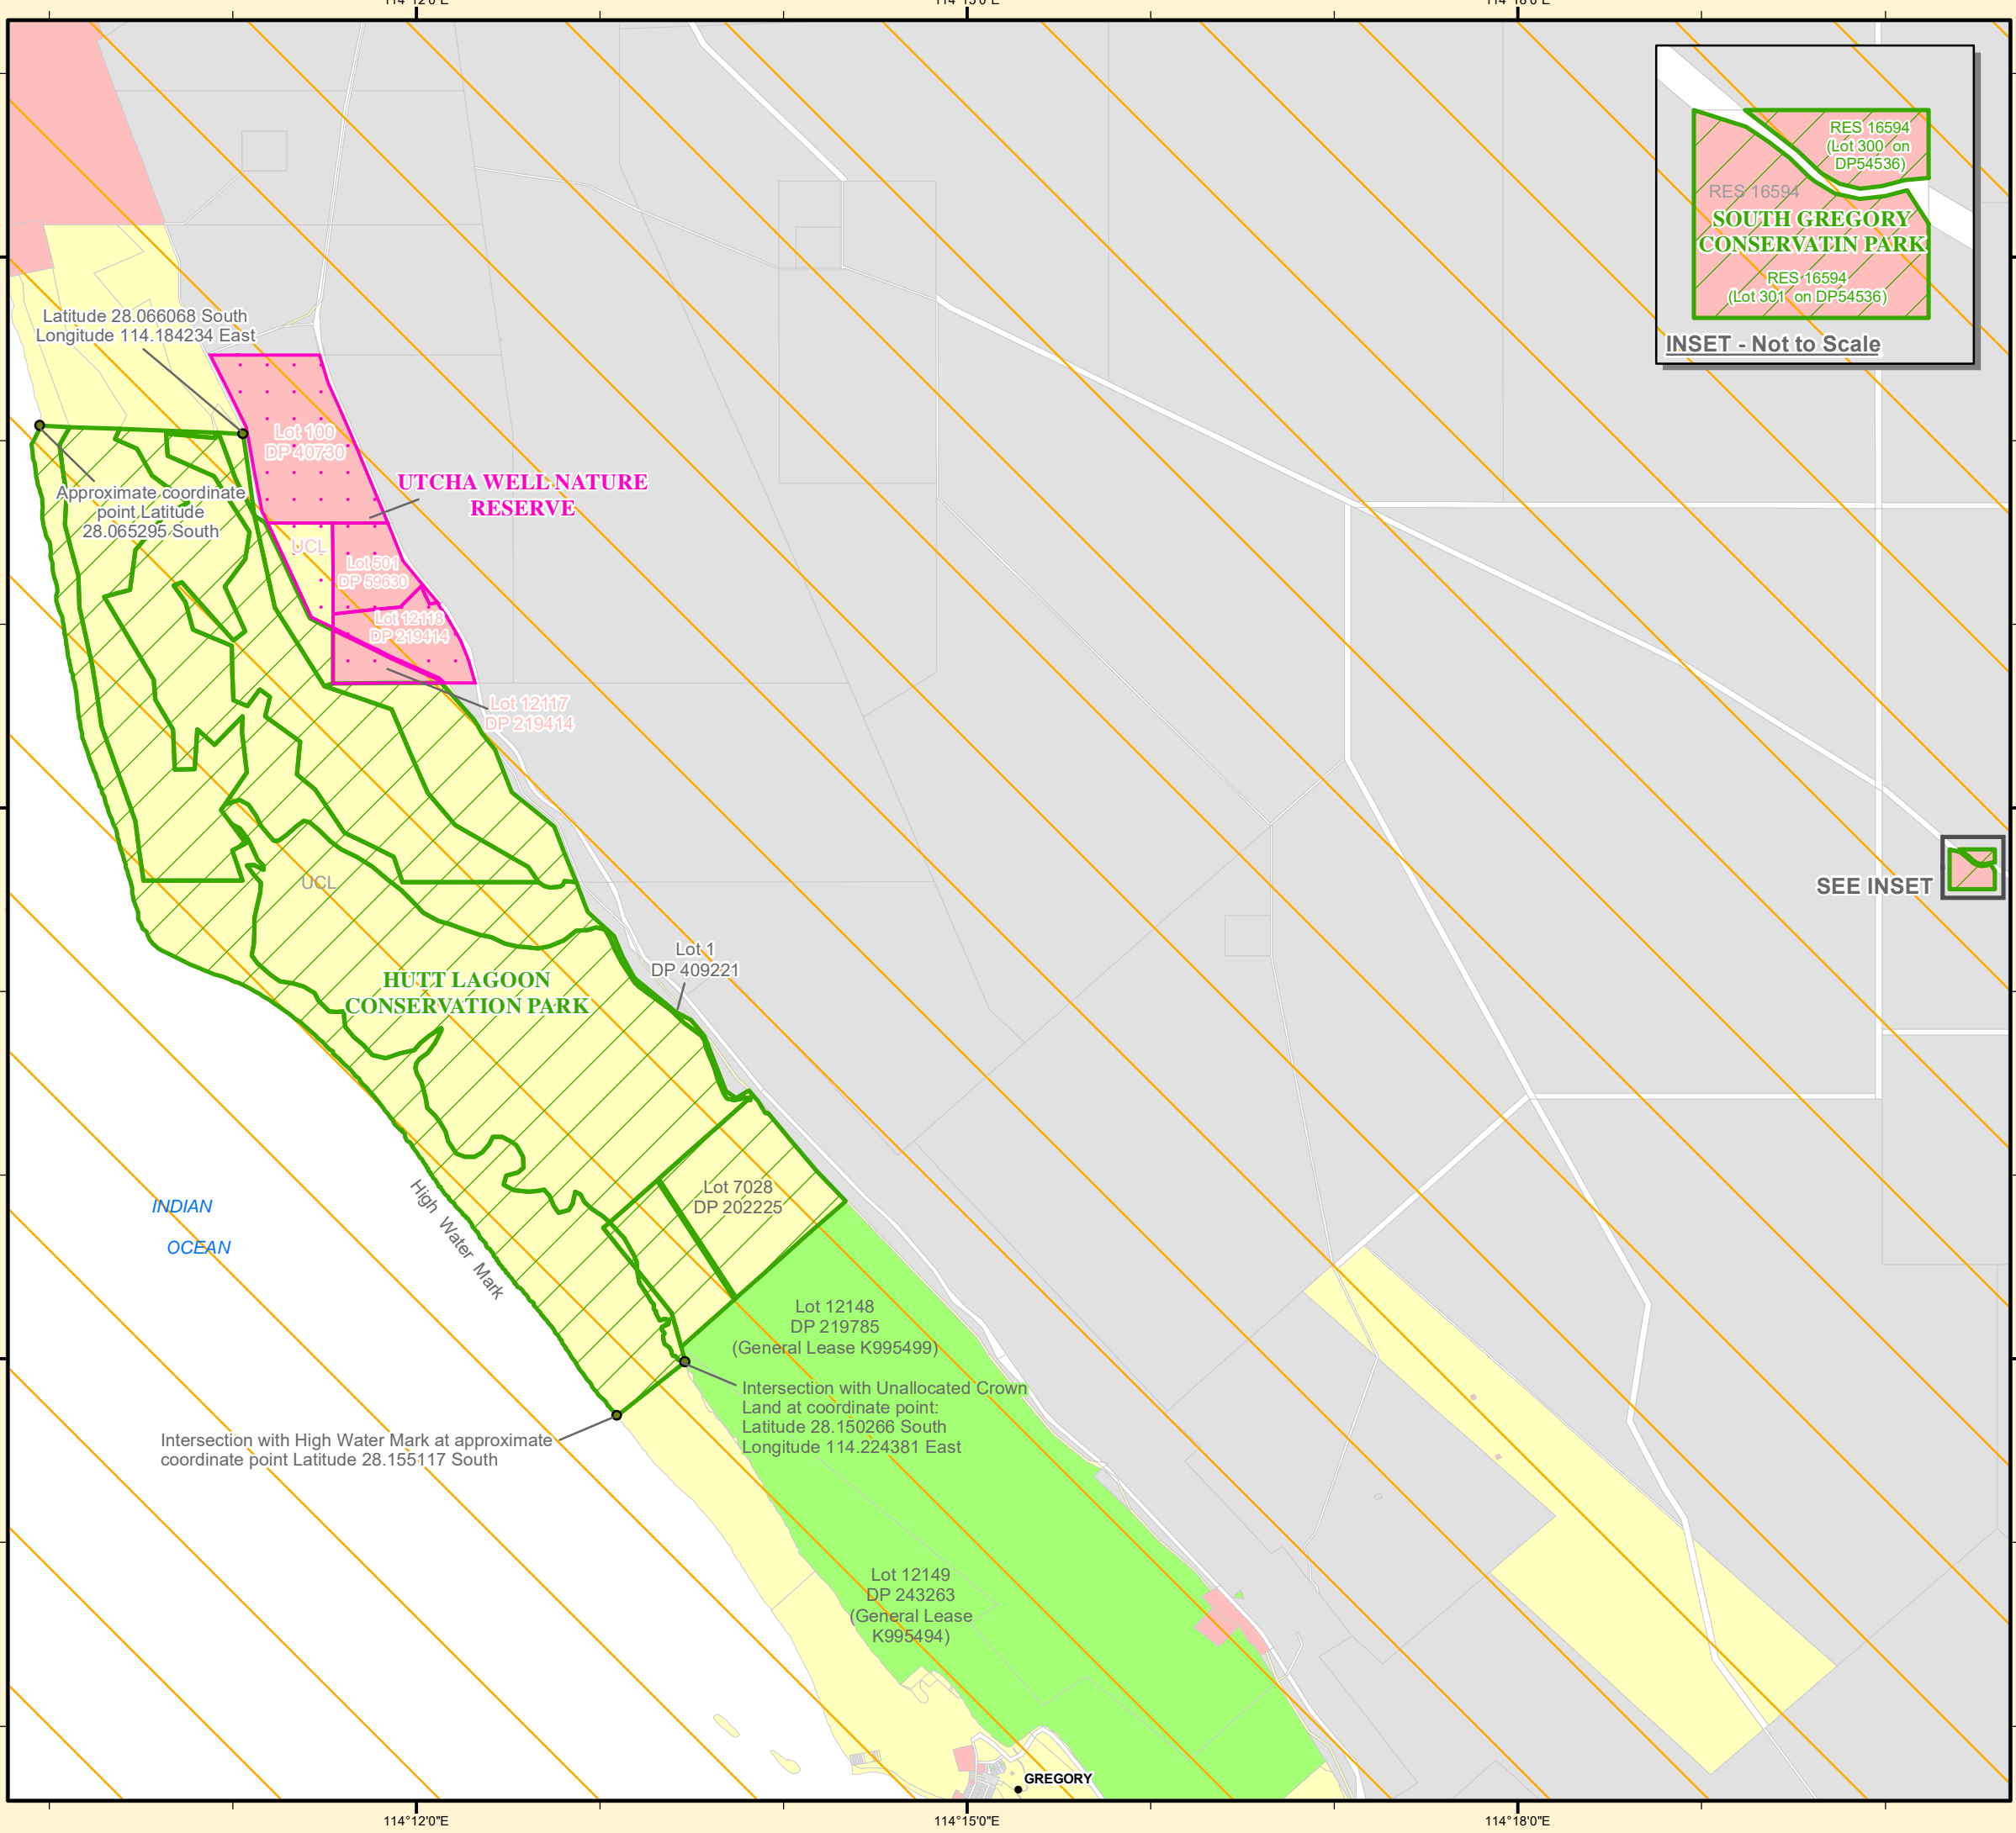 114°12'0"E
114°15'0"E
114°18'0"E
RES 16594
(Lot 300 on
DP54536)
RES 16594
SOUTH GREGORY
CONSERVATIN PARK
RES 16594
(Lot 301 on DP54536)
INSET - Not to Scale
Latitude 28.066068 South
Longitude 114.184234 East
Lot 100
DP 40730
UTCHA WELL NATURE
RESERVE
Approximate coordinate
point Latitude
28.065295 South
UCL
Lot 501
DP 59630
Lot 12118
DP 219414
Lot 12117
DP 219414
UCL
SEE INSET
Lot 1
DP 409221
HUTT LAGOON
CONSERVATION PARK
INDIAN
OCEAN
High Water Mark
Lot 7028
DP 202225
Lot 12148
DP 219785
(General Lease K995499)
Intersection with Unallocated Crown
Land at coordinate point:
Latitude 28.150266 South
Longitude 114.224381 East
Intersection with High Water Mark at approximate
coordinate point Latitude 28.155117 South
Lot 12149
DP 243263
(General Lease
K995494)
GREGORY
114°12'0"E
114°15'0"E
114°18'0"E